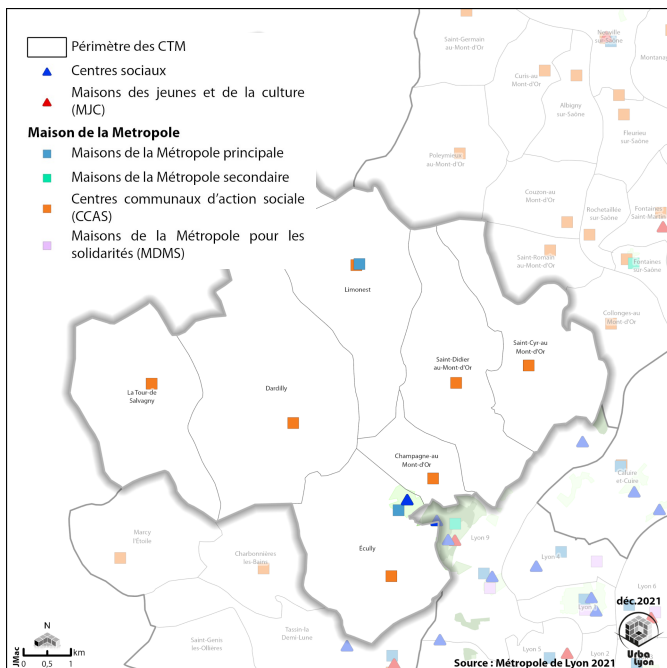 Périmètre des CTM
Centres sociaux
Maisons des jeunes et de la culture
(MJC)
Maison de la Metropole
Maisons de la Métropole principale
Maisons de la Métropole secondaire
Centres communaux d'action sociale
(CCAS)
Maisons de la Métropole pour les
solidarités (MDMS)
Saint-Germain
au-Mont-d'Or
Neuville
sur-Saône
Montanay
Curis-au
Mont-d'Or
Albigny
sur-Saône
Fleurieu
sur-Saône
Poleymieux
au-Mont-d'Or
Couzon-au
Mont-d'Or
Rochetaillée
sur-Saône
Fontaines
Saint-Martin
Saint-Romain
au-Mont-d'Or
Fontaines
sur-Saône
Collonges-au
Mont-d'Or
Limonest
Saint-Cyr-au
Mont-d'Or
Saint-Didier
au-Mont-d'Or
La Tour-de
Salvagny
Dardilly
Champagne-au
Mont-d'Or
Caluire
et-Cuire
Écully
Lyon 9
Marcy
l'Étoile
Charbonnières
les-Bains
Lyon 4
Lyon 6
Tassin-la
Demi-Lune
Saint-Genis
les-Ollières
Lyon 5
Lyon 2
déc.2021
N
0 0,5 1 km
JMac
Source : Métropole de Lyon 2021
Urba
Lyon